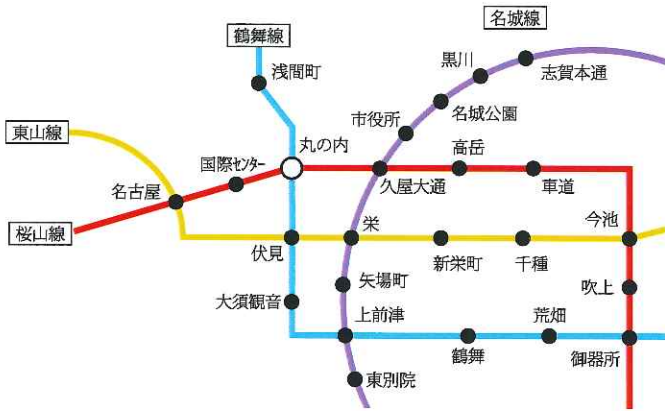 名城線
鶴舞線
黒川
志賀本通
浅間町
名城公園
市役所
東山線
丸の内
高岳
国際センター
名古屋
久屋大通
車道
今池
桜山線
栄
伏見
新栄町
千種
矢場町
吹上
大須観音
上前津
荒畑
鶴舞
御器所
東別院